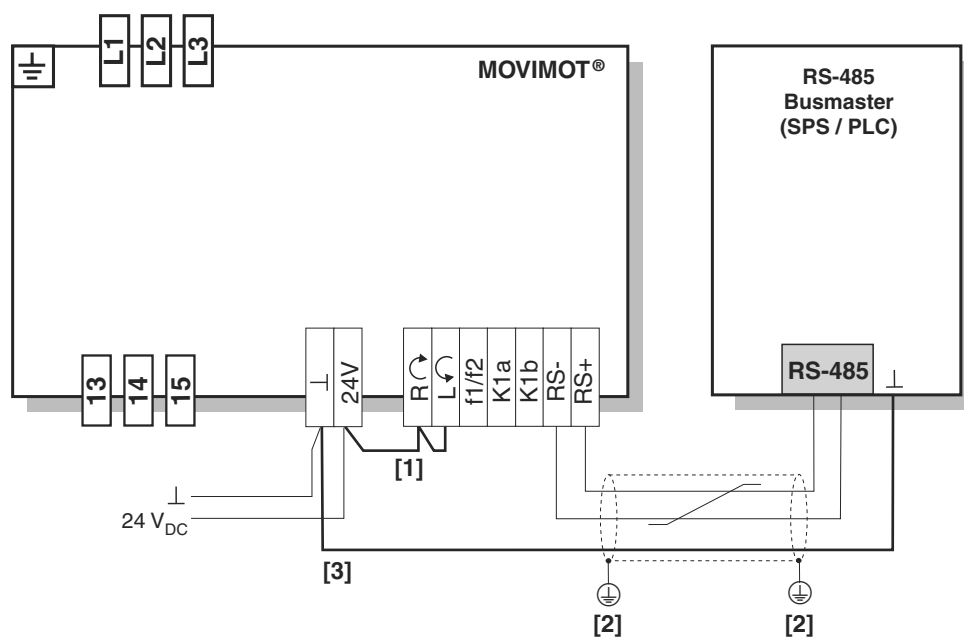 L1
L2
L3
MOVIMOT®
RS-485
Busmaster
(SPS / PLC)
13
14
15
⊥
24V
R
L
f1/f2
K1a
K1b
RS-
RS+
RS-485
⊥
[1]
⊥
24 VDC
[3]
[2]
[2]